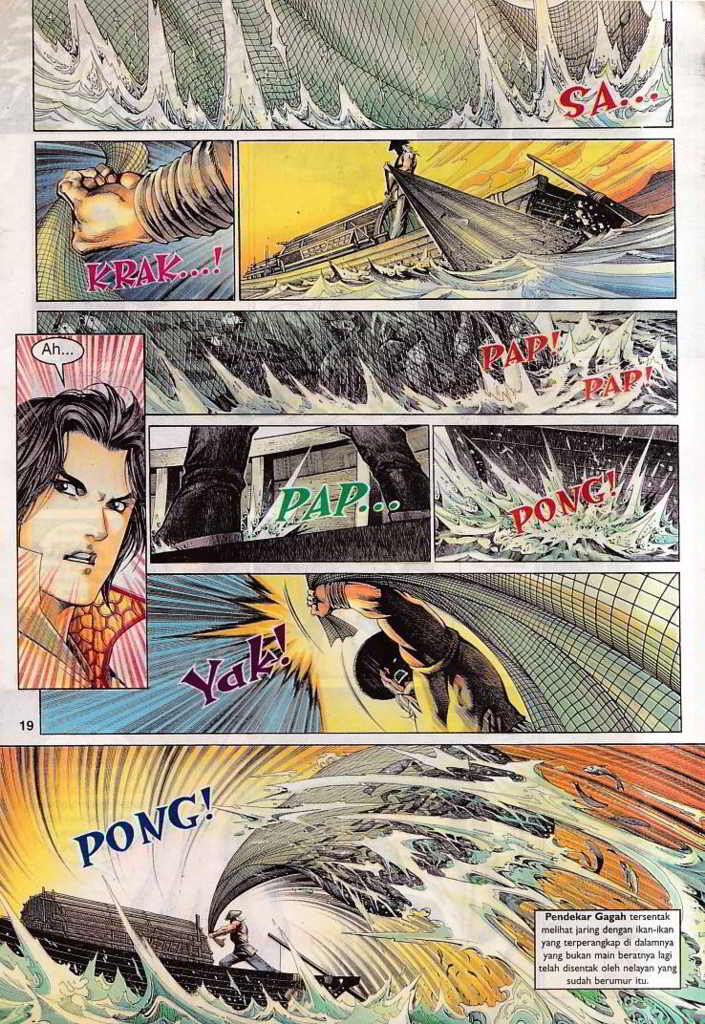 SA...
KRAK...!
PAP!
PAP!
Ah...
PAP...
PONG!
Yak!
19
PONG!
Pendekar Gagah tersentak
melihat jaring dengan ikan-ikan
yang terperangkap di dalamnya
yang bukan main beratnya lagi
telah disentak oleh nelayan yang
sudah berumur itu.